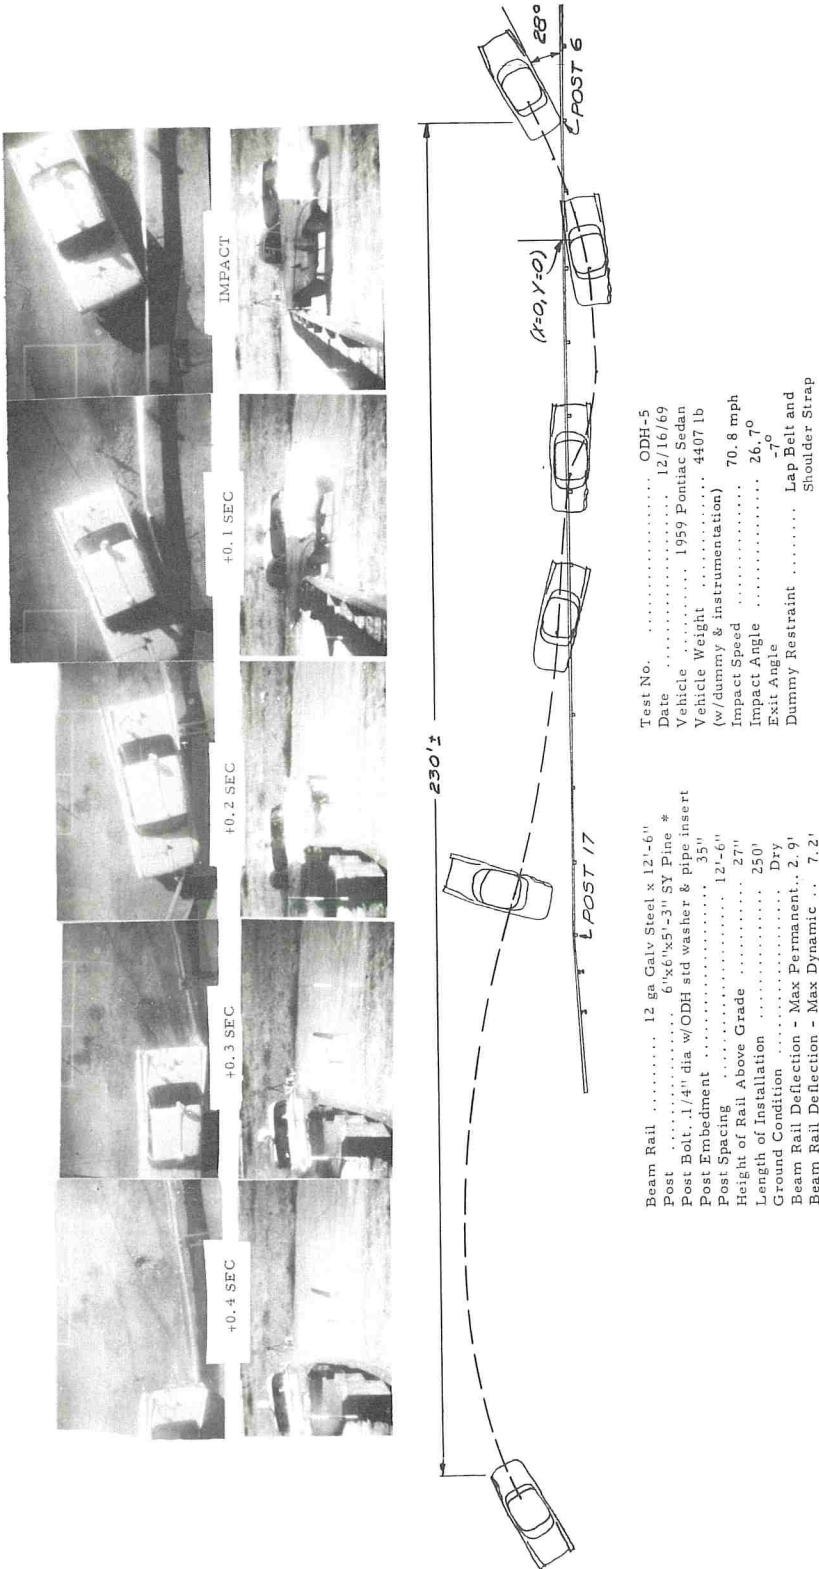 IMPACT
+0.1 SEC
+0.2 SEC
+0.3 SEC
+0.4 SEC
230'±
28°
POST 6
(X=0,Y=0)
POST 17
Beam Rail .......... 12 ga Galv Steel x 12'-6"
Post .............. 6"x6"x5'-3" SY Pine *
Post Bolt..1/4" dia w/ODH std washer & pipe insert
Post Embedment .................. 35"
Post Spacing .................. 12'-6"
Height of Rail Above Grade ........... 27"
Length of Installation .............. 250'
Ground Condition ................ Dry
Beam Rail Deflection - Max Permanent.. 2.9'
Beam Rail Deflection - Max Dynamic .. 7.2'
Test No. ................... ODH-5
Date .................... 12/16/69
Vehicle .......... 1959 Pontiac Sedan
Vehicle Weight ............ 4407 lb
(w/dummy & instrumentation)
Impact Speed .............. 70.8 mph
Impact Angle ................ 26.7°
Exit Angle -7°
Dummy Restraint ........ Lap Belt and
Shoulder Strap